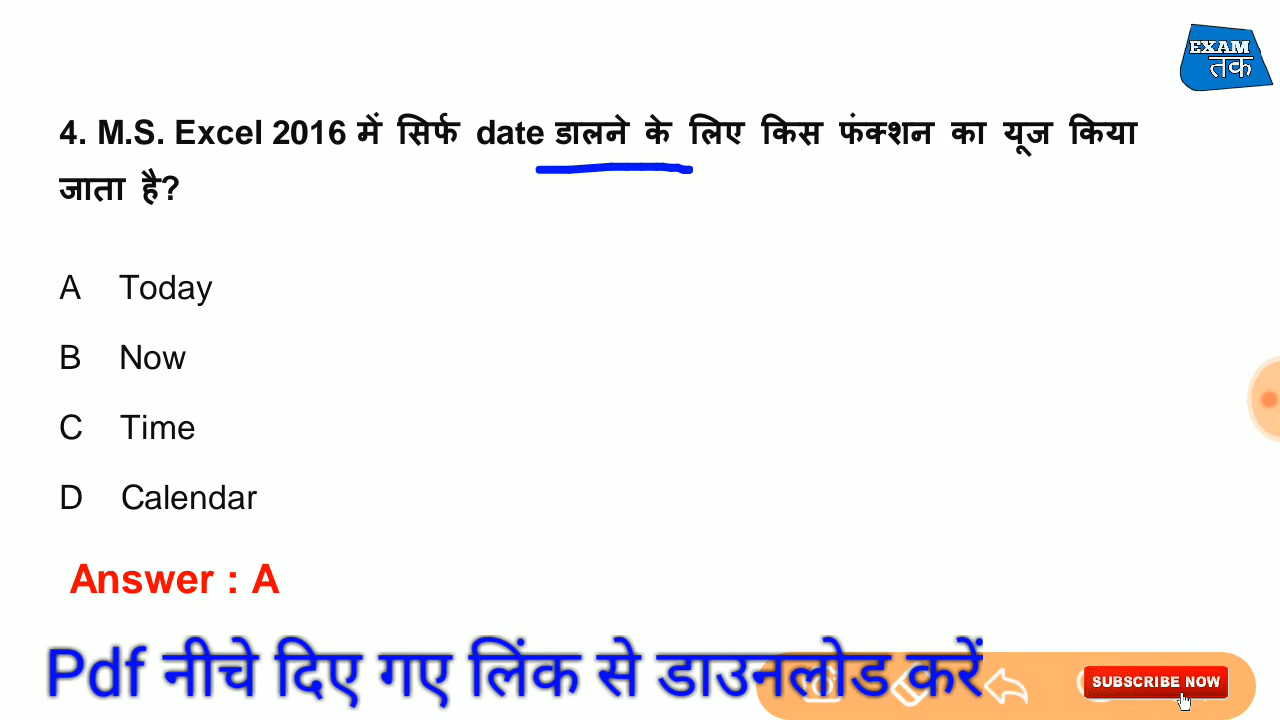 EXAM
तक
4. M.S. Excel 2016 में सिर्फ date डालने के लिए किस फंक्शन का यूज किया
जाता है?
A Today
B Now
C Time
D Calendar
Answer : A
Pdf नीचे दिए गए लिंक से डाउनलोड करें
SUBSCRIBE NOW